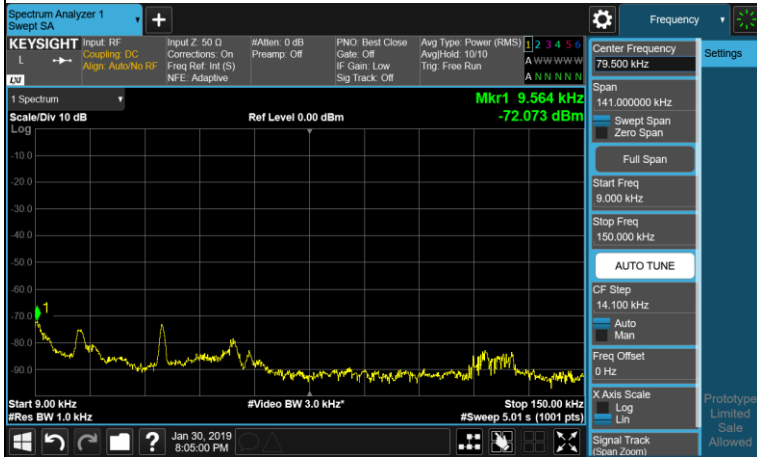 Spectrum Analyzer 1
Swept SA
Frequency
KEYSIGHT
L
LXI
Input: RF
Coupling: DC
Align: Auto/No RF
Input Z: 50 Ω
Corrections: On
Freq Ref: Int (S)
NFE: Adaptive
#Atten: 0 dB
Preamp: Off
PNO: Best Close
Gate: Off
IF Gain: Low
Sig Track: Off
Avg Type: Power (RMS)
Avg|Hold: 10/10
Trig: Free Run
1 2 3 4 5 6
A W W W W W
A N N N N N
1 Spectrum
Mkr1 9.564 kHz
Scale/Div 10 dB
Ref Level 0.00 dBm
-72.073 dBm
Log
-10.0
-20.0
-30.0
-40.0
-50.0
-60.0
-70.0
-80.0
-90.0
1
Start 9.00 kHz
#Video BW 3.0 kHz*
Stop 150.00 kHz
#Res BW 1.0 kHz
#Sweep 5.01 s (1001 pts)
?
Jan 30, 2019
8:05:00 PM
Center Frequency
79.500 kHz
Span
141.000000 kHz
Swept Span
Zero Span
Full Span
Start Freq
9.000 kHz
Stop Freq
150.000 kHz
AUTO TUNE
CF Step
14.100 kHz
Auto
Man
Freq Offset
0 Hz
X Axis Scale
Log
Lin
Signal Track
(Span Zoom)
Settings
Prototype
Limited
Sale
Allowed